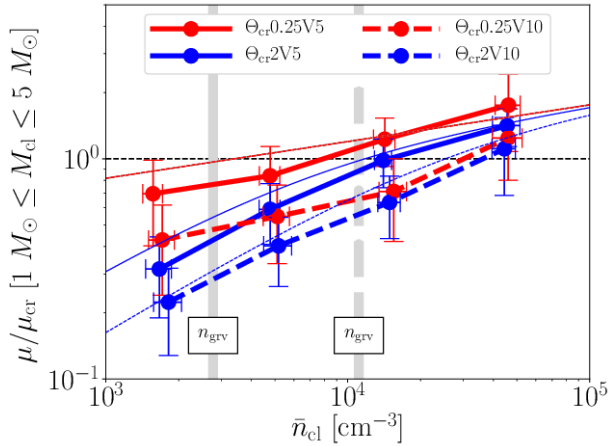 Θcr0.25V5
Θcr2V5
Θcr0.25V10
Θcr2V10
μ/μcr [1 M⊙ ≤ Mcl ≤ 5 M⊙]
10⁰
10⁻¹
ngrv
ngrv
10³
10⁴
10⁵
n̄cl [cm⁻³]